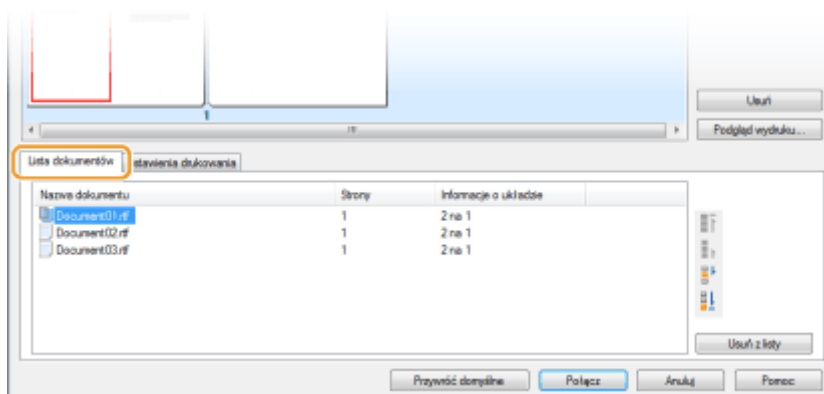 1
Usuń
Podgląd wydruku...
Lista dokumentów
stawienia drukowania
Nazwa dokumentu Strony Informacje o układzie
Document01.rtf 1 2 na 1
Document02.rtf 1 2 na 1
Document03.rtf 1 2 na 1
Usuń z listy
Przywróć domyślne Połącz Anuluj Pomoc